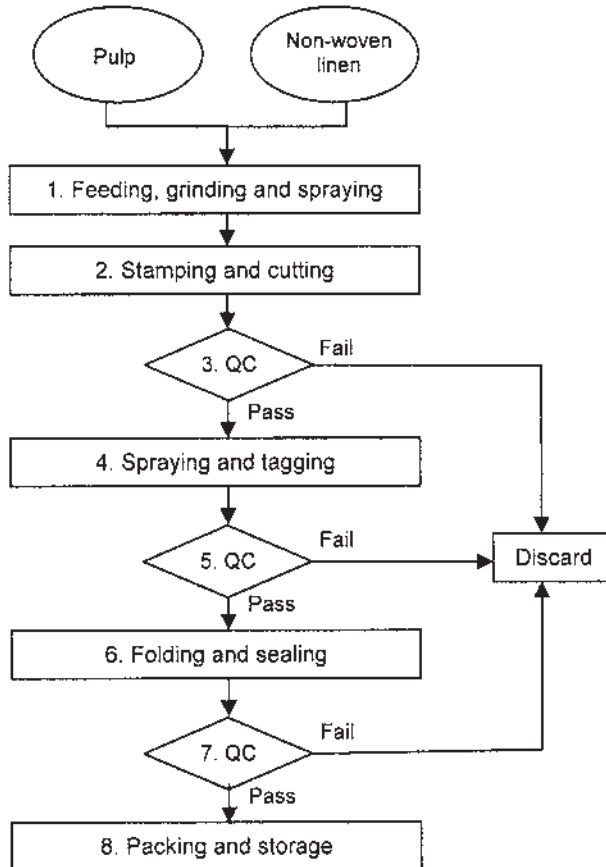 Pulp
Non-woven
linen
1. Feeding, grinding and spraying
2. Stamping and cutting
3. QC
Fail
Pass
4. Spraying and tagging
5. QC
Fail
Discard
Pass
6. Folding and sealing
7. QC
Fail
Pass
8. Packing and storage